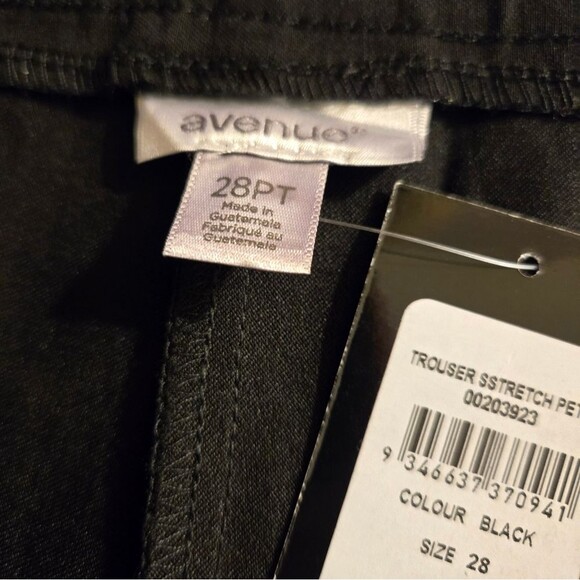 avenue
28PT
Made in
Guatemala
Fabriqué au
Guatemala
TROUSER SSTRETCH PET
00203923
9 346637 370941
COLOUR BLACK
SIZE 28